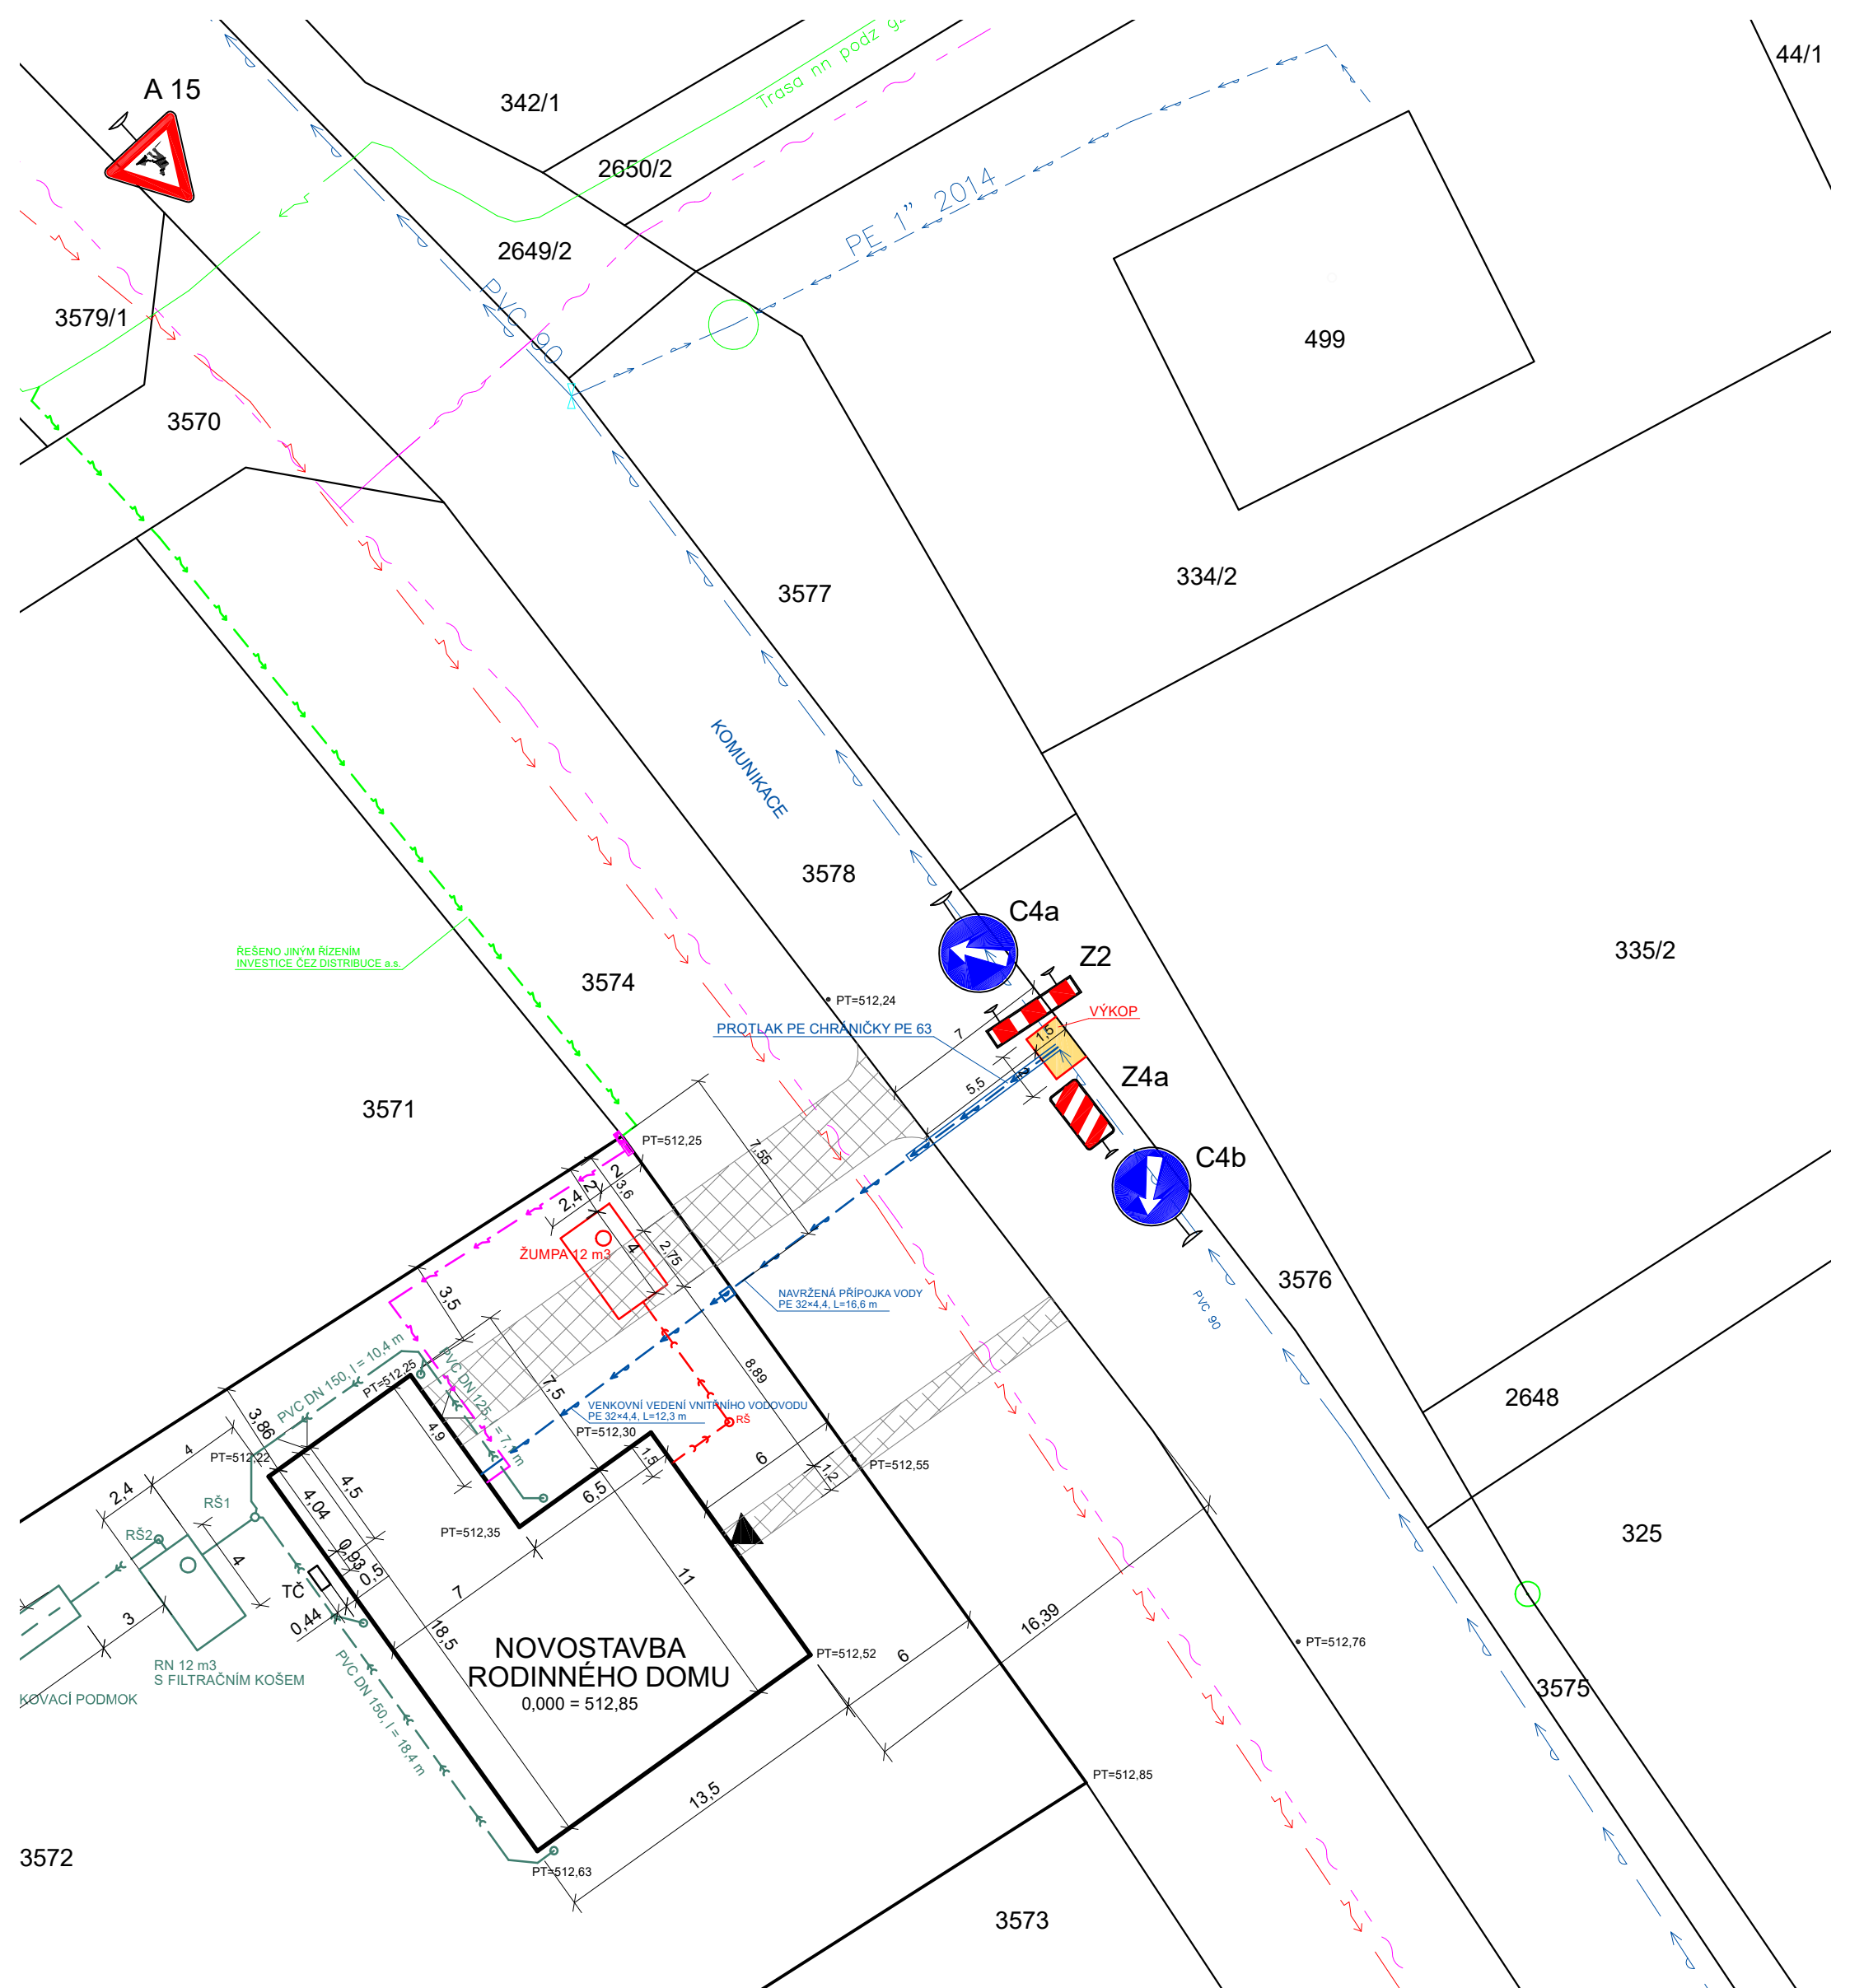 44/1
A 15
342/1
Trasa nn podz
2650/2
PE 1" 2014
2649/2
PVC 90
3579/1
499
3570
334/2
3577
KOMUNIKACE
3578
C4a
Z2
335/2
ŘEŠENO JINÝM ŘÍZENÍM
INVESTICE ČEZ DISTRIBUCE a.s.
3574
PT=512,24
VÝKOP
PROTLAK PE CHRÁNIČKY PE 63
7
1,5
5,5
2
Z4a
3571
PT=512,25
7,55
C4b
2
2
3,6
2,4
4
2,75
ŽUMPA 12 m3
3576
NAVRŽENÁ PŘÍPOJKA VODY
PE 32×4,4, L=16,6 m
PVC 90
3,5
PVC DN 150, l = 10,4 m
PT=512,25
7,5
8,89
VENKOVNÍ VEDENÍ VNITŘNÍHO VODOVODU
PE 32×4,4, L=12,3 m
RŠ
2648
3,86
4
4,9
PT=512,30
PT=512,22
1,5
6
1,2
PT=512,55
2,4
4,5
4,04
6,5
RŠ1
RŠ2
PT=512,35
325
4
0,93
0,5
TČ
7
11
3
0,44
18,5
16,39
NOVOSTAVBA
RODINNÉHO DOMU
0,000 = 512,85
PT=512,52
6
PT=512,76
RN 12 m3
S FILTRAČNÍM KOŠEM
3575
KOVACÍ PODMOK
PVC DN 150, l = 18,4 m
PT=512,85
13,5
3572
PT=512,63
3573